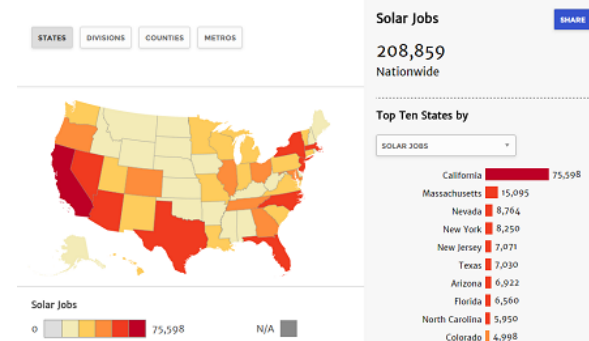 STATES DIVISIONS COUNTIES METROS
Solar Jobs
0 75,598 N/A
Solar Jobs SHARE
208,859
Nationwide
Top Ten States by
SOLAR JOBS
California 75,598
Massachusetts 15,095
Nevada 8,764
New York 8,250
New Jersey 7,071
Texas 7,030
Arizona 6,922
Florida 6,560
North Carolina 5,950
Colorado 4,998